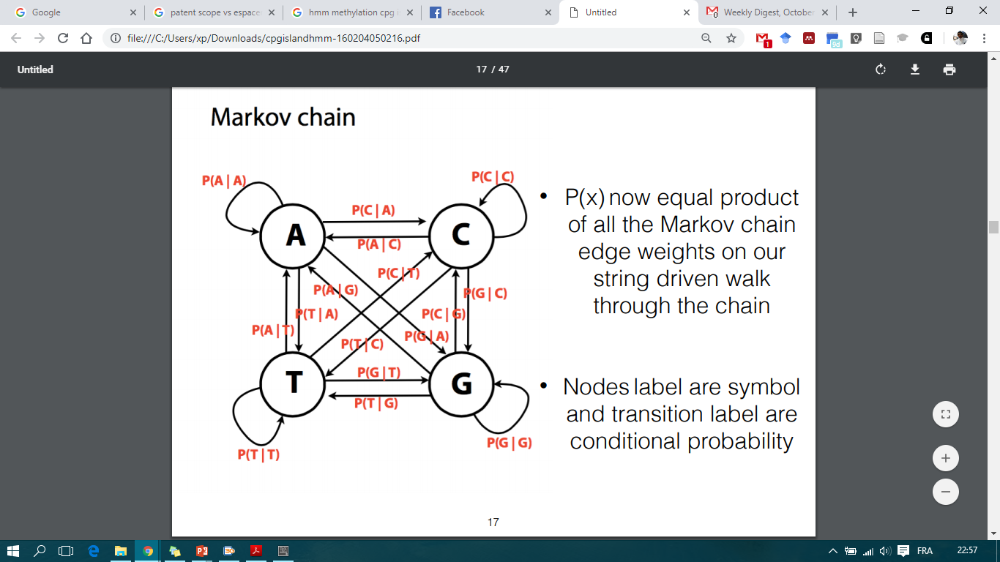 Google
patent scope vs espace
hmm methylation cpg i
Facebook
Untitled
Weekly Digest, October
file:///C:/Users/xp/Downloads/cpgislandhmm-160204050216.pdf
1
9d
Untitled
17 / 47
Markov chain
P(A | A)
P(C | C)
P(C | A)
A
C
P(A | C)
P(C | T)
P(A | G)
P(G | C)
P(T | A)
P(C | G)
P(A | T)
P(G | A)
P(T | C)
P(G | T)
T
G
P(T | G)
P(G | G)
P(T | T)
• P(x) now equal product
of all the Markov chain
edge weights on our
string driven walk
through the chain
• Nodes label are symbol
and transition label are
conditional probability
17
FRA
22:57